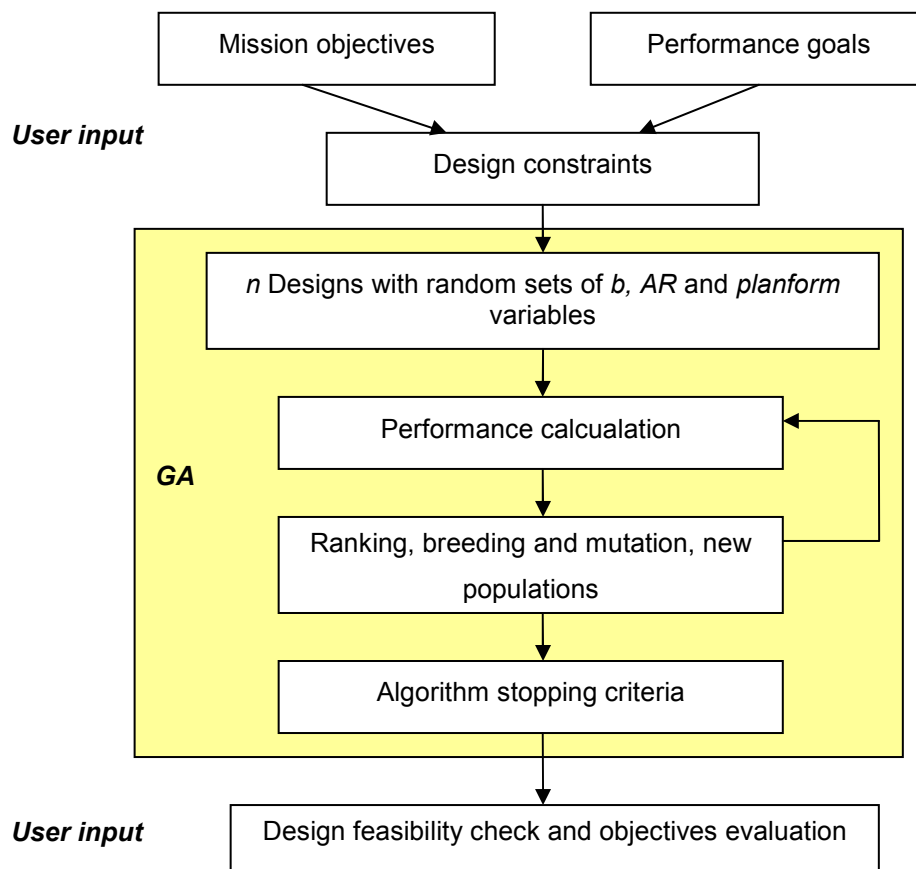 Mission objectives
Performance goals
User input
Design constraints
n Designs with random sets of b, AR and planform
variables
Performance calcualation
GA
Ranking, breeding and mutation, new
populations
Algorithm stopping criteria
User input
Design feasibility check and objectives evaluation